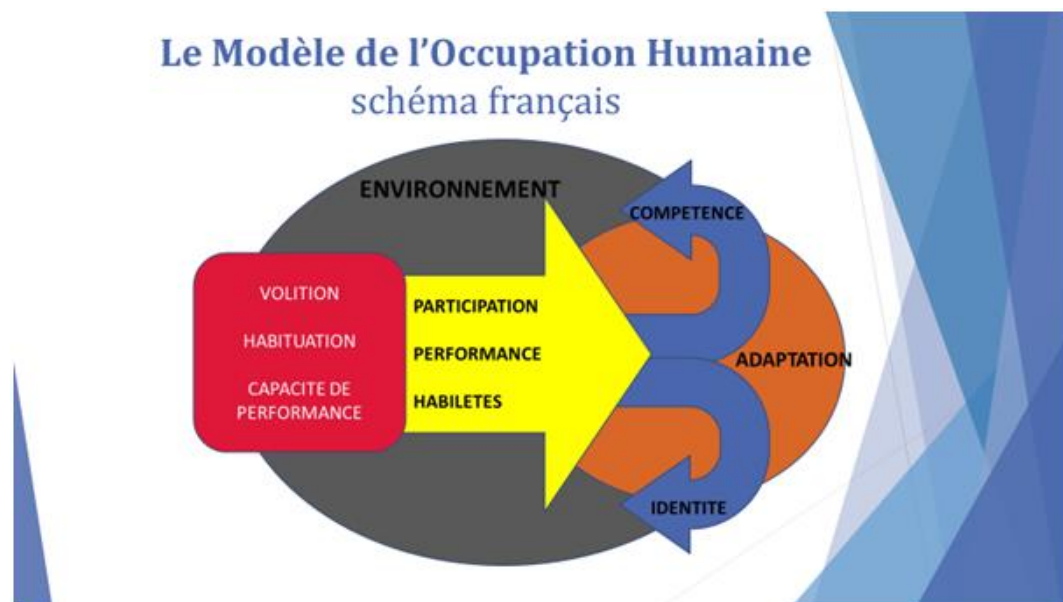 Le Modèle de l'Occupation Humaine
schéma français
ENVIRONNEMENT
COMPETENCE
VOLITION
HABITUATION
CAPACITE DE
PERFORMANCE
PARTICIPATION
PERFORMANCE
HABILETES
ADAPTATION
IDENTITE